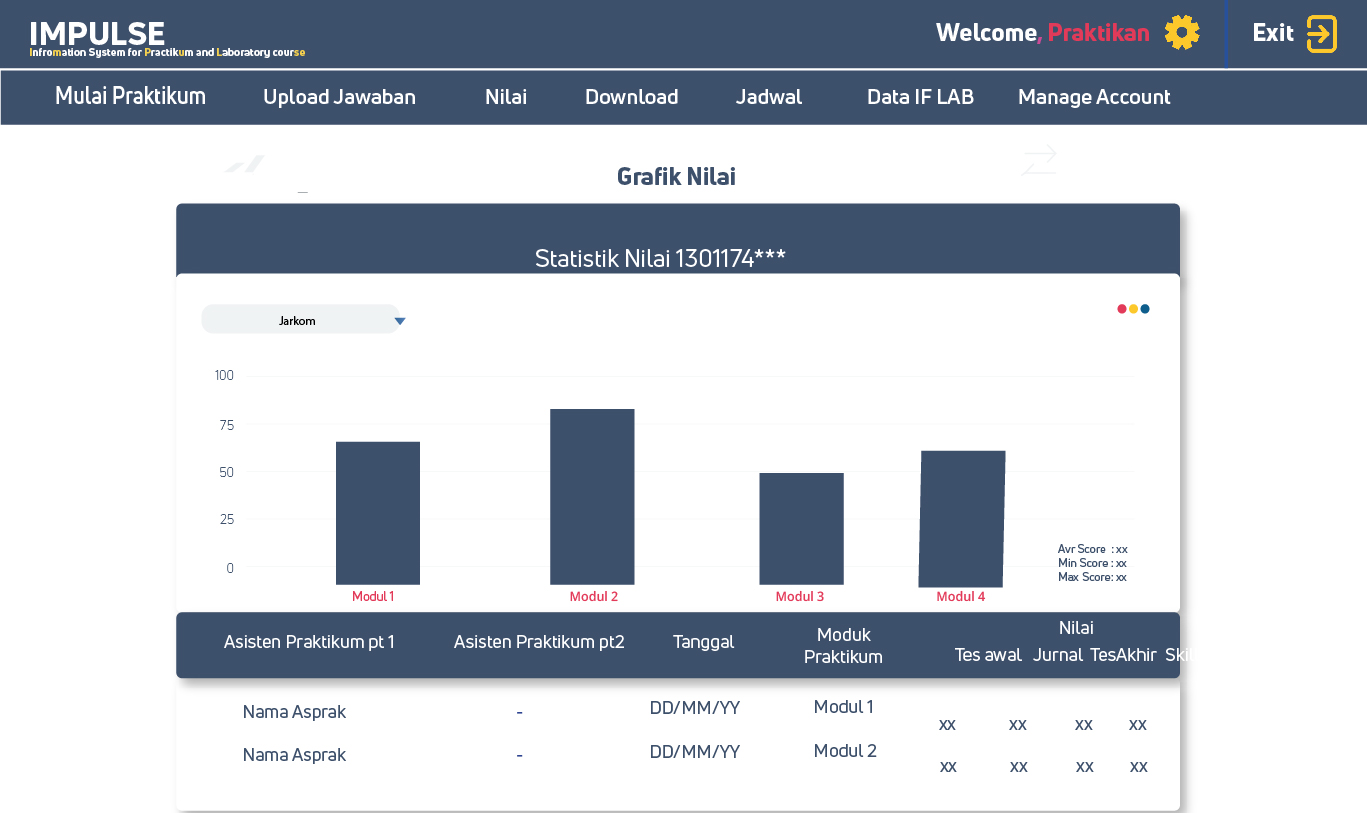 IMPULSE
Infromation System for Practikum and Laboratory course
Welcome, Praktikan
Exit
Mulai Praktikum
Upload Jawaban
Nilai
Download
Jadwal
Data IF LAB
Manage Account
Grafik Nilai
Statistik Nilai 1301174***
Jarkom
100
75
50
25
0
Avr Score : xx
Min Score : xx
Max Score: xx
Modul 1
Modul 2
Modul 3
Modul 4
Asisten Praktikum pt 1
Asisten Praktikum pt2
Tanggal
Moduk
Praktikum
Nilai
Tes awal Jurnal TesAkhir
Nama Asprak - DD/MM/YY Modul 1 xx xx xx xx
Nama Asprak - DD/MM/YY Modul 2 xx xx xx xx